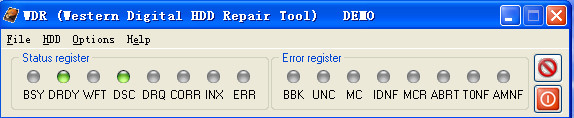 WDR (Western Digital HDD Repair Tool) DEMO
File HDD Options Help
Status register Error register
BSY DRDY WFT DSC DRQ CORR INX ERR BBK UNC MC IDNF MCR ABRT T0NF AMNF